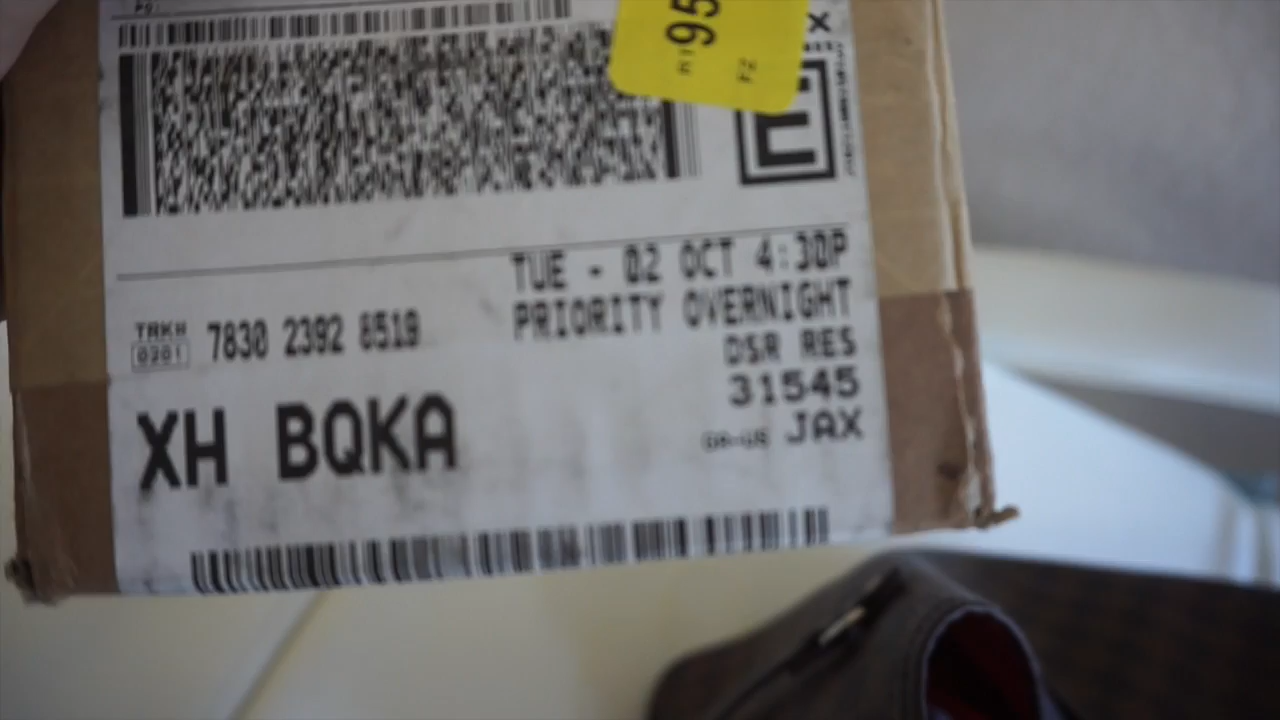 95
F2
X
E
TUE - 02 OCT 4:30P
PRIORITY OVERNIGHT
TRK#
0201
7830 2392 8519
DSR RES
31545
XH BQKA
GA-US JAX